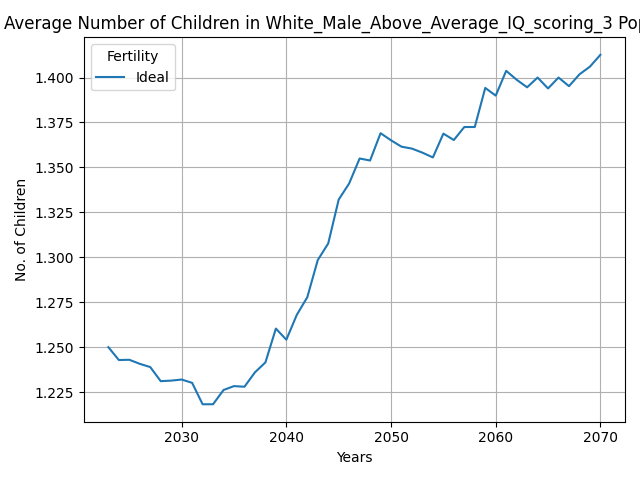 Average Number of Children in White_Male_Above_Average_IQ_scoring_3 Pop
Fertility
Ideal
No. of Children
1.400
1.375
1.350
1.325
1.300
1.275
1.250
1.225
2030 2040 2050 2060 2070
Years